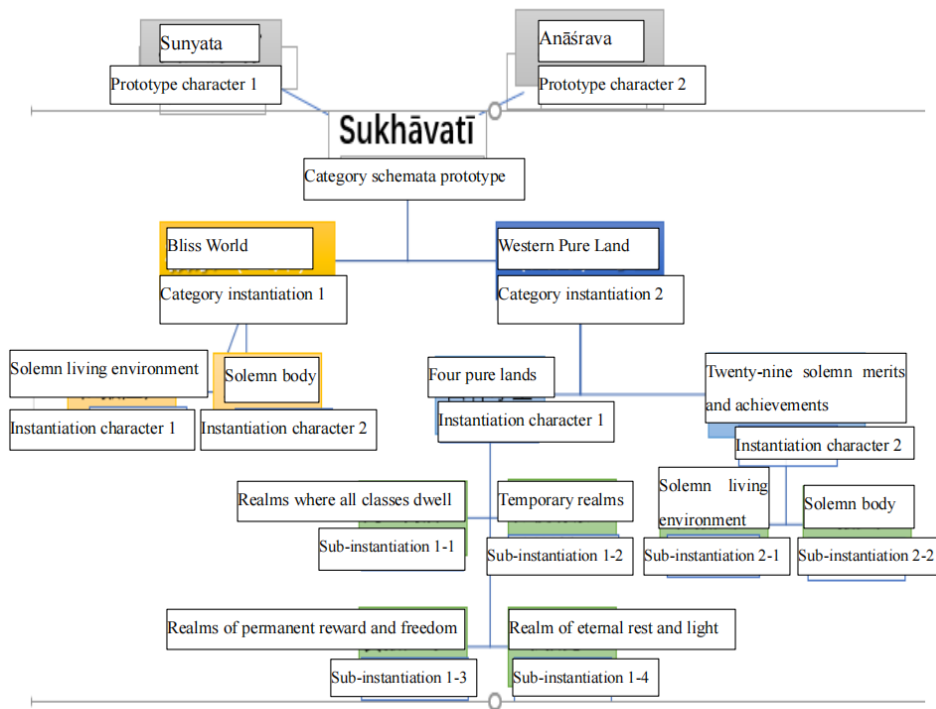 Sunyata
Anāśrava
Prototype character 1
Prototype character 2
Sukhāvatī
Category schemata prototype
Bliss World
Western Pure Land
Category instantiation 1
Category instantiation 2
Solemn living environment
Solemn body
Four pure lands
Twenty-nine solemn merits
and achievements
Instantiation character 1
Instantiation character 2
Instantiation character 1
Instantiation character 2
Realms where all classes dwell
Temporary realms
Solemn living
environment
Solemn body
Sub-instantiation 1-1
Sub-instantiation 1-2
Sub-instantiation 2-1
Sub-instantiation 2-2
Realms of permanent reward and freedom
Realm of eternal rest and light
Sub-instantiation 1-3
Sub-instantiation 1-4